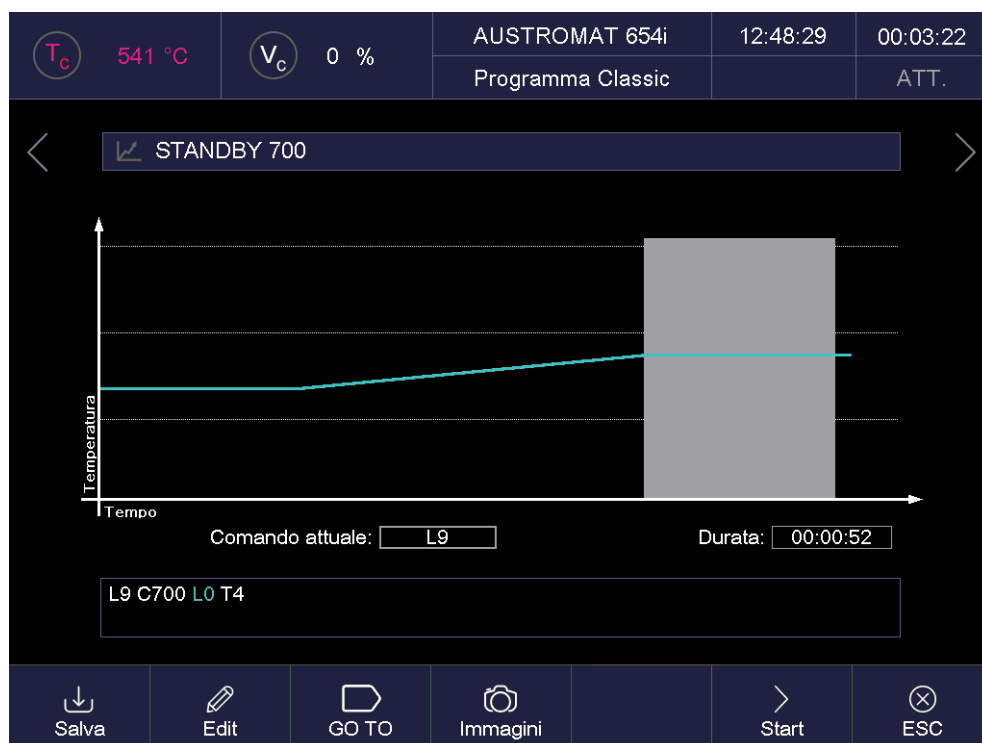 Tc 541 °C Vc 0 % AUSTROMAT 654i 12:48:29 00:03:22
Programma Classic ATT.
STANDBY 700
Temperatura
Tempo
Comando attuale: L9 Durata: 00:00:52
L9 C700 L0 T4
Salva Edit GO TO Immagini Start ESC